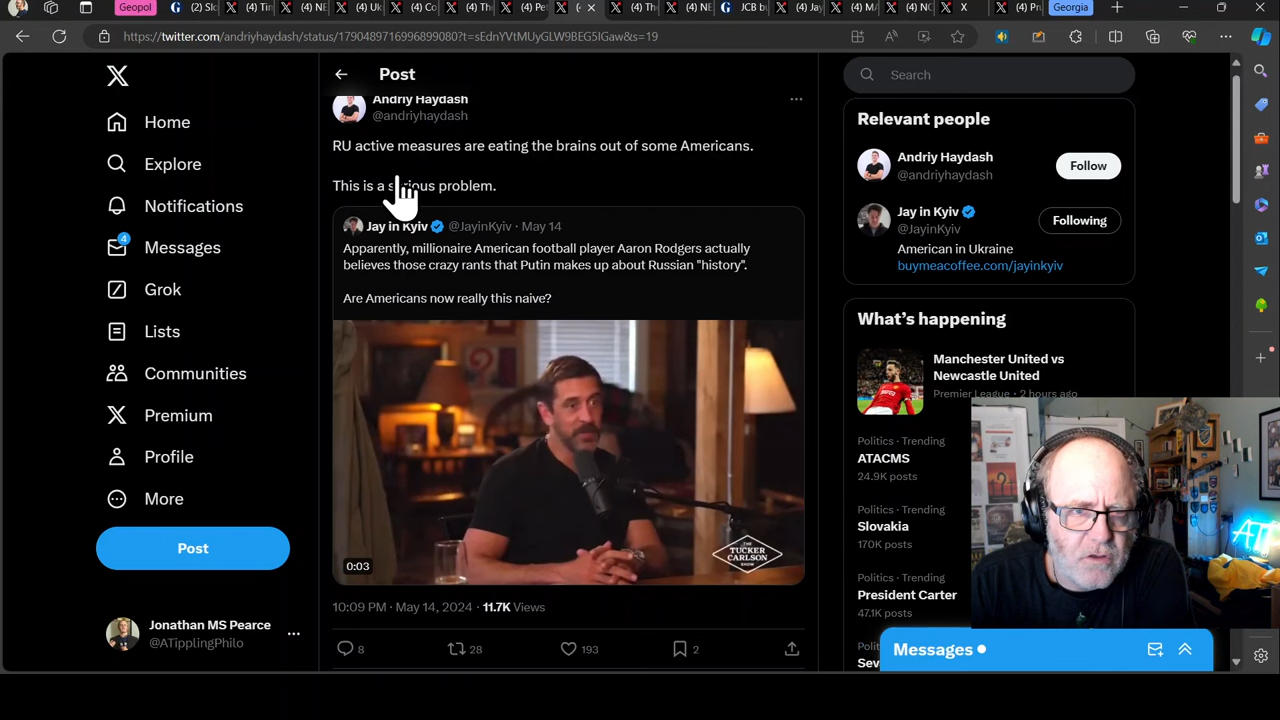 Geopol
(2) Sl
(4) Tir
(4) NE
(4) Uk
(4) Co
(4) Th
(4) Pe
(4
(4) Th
(4) NE
JCB b
(4) Jay
(4) M
(4) NC
X
(4) Pr
Georgia
https://twitter.com/andriyhaydash/status/1790489716996899080?t=sEdnYVtMUyGLW9BEG5IGaw&s=19
Home
Explore
Notifications
4
Messages
Grok
Lists
Communities
Premium
Profile
More
Post
Jonathan MS Pearce
@ATipplingPhilo
Post
Andriy Haydash
@andriyhaydash
RU active measures are eating the brains out of some Americans.
This is a serious problem.
Jay in Kyiv @JayinKyiv · May 14
Apparently, millionaire American football player Aaron Rodgers actually
believes those crazy rants that Putin makes up about Russian "history".
Are Americans now really this naive?
THE
TUCKER
CARLSON
SHOW
0:03
10:09 PM · May 14, 2024 · 11.7K Views
8
28
193
2
Search
Relevant people
Andriy Haydash
@andriyhaydash
Follow
Jay in Kyiv
@JayinKyiv
Following
American in Ukraine
buymeacoffee.com/jayinkyiv
What's happening
Manchester United vs
Newcastle United
Premier League · 2 hours ago
Politics · Trending
ATACMS
24.9K posts
Politics · Trending
Slovakia
170K posts
Politics · Trending
President Carter
47.1K posts
Sev
Messages